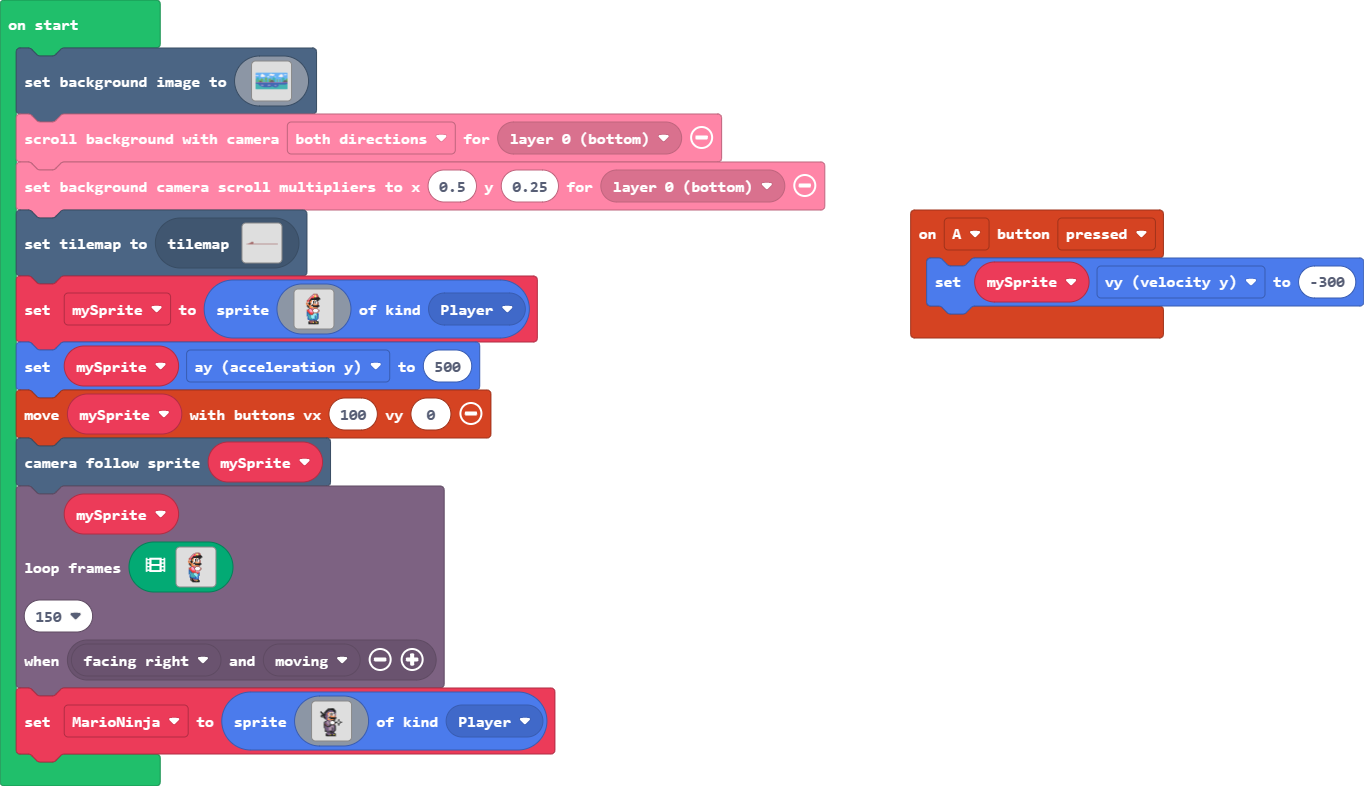 on start
set background image to
scroll background with camera both directions for layer 0 (bottom)
set background camera scroll multipliers to x 0.5 y 0.25 for layer 0 (bottom)
set tilemap to tilemap
set mySprite to sprite of kind Player
set mySprite ay (acceleration y) to 500
move mySprite with buttons vx 100 vy 0
camera follow sprite mySprite
mySprite
loop frames
150
when facing right and moving
set MarioNinja to sprite of kind Player
on A button pressed
set mySprite vy (velocity y) to -300